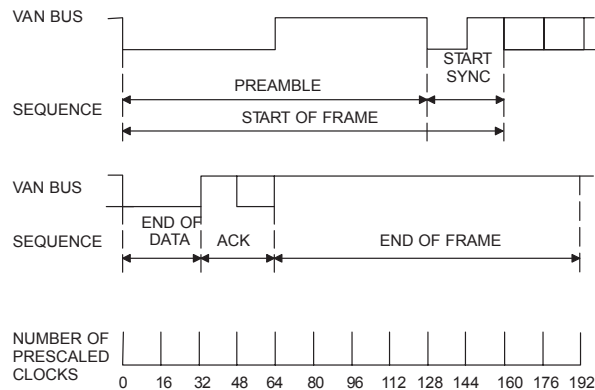 VAN BUS
START
SYNC
PREAMBLE
SEQUENCE
START OF FRAME
VAN BUS
END OF
DATA
ACK
END OF FRAME
SEQUENCE
NUMBER OF
PRESCALED
CLOCKS
0 16 32 48 64 80 96 112 128 144 160 176 192